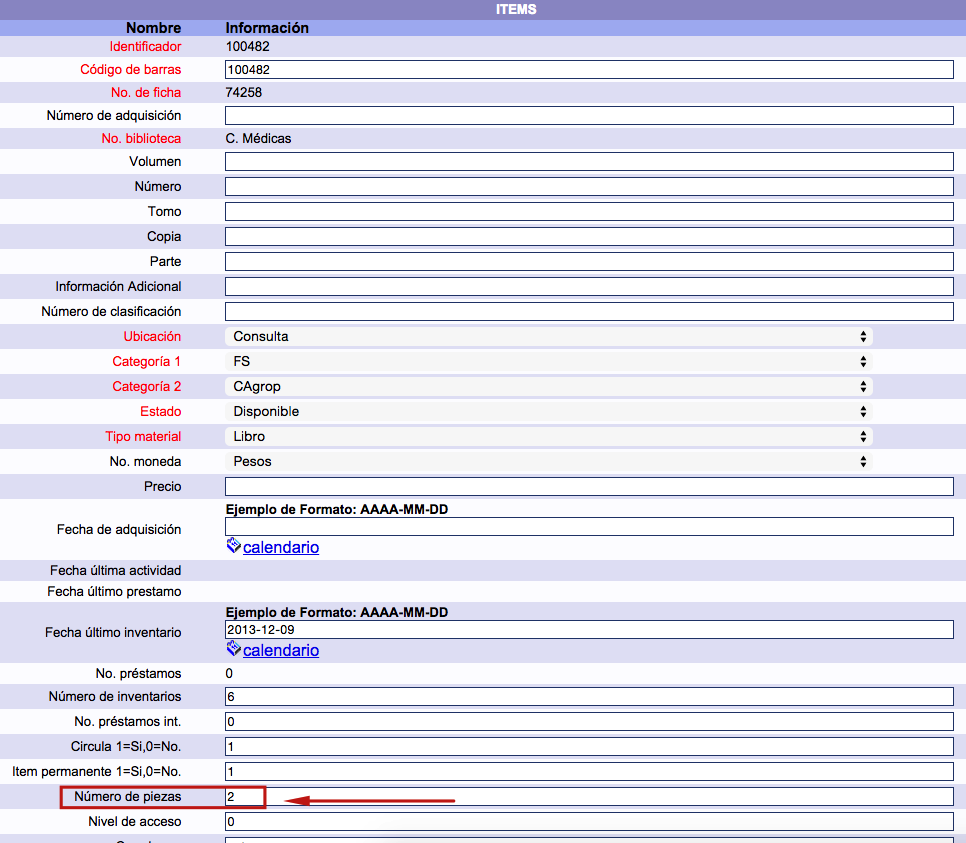 ITEMS
Nombre Información
Identificador 100482
Código de barras 100482
No. de ficha 74258
Número de adquisición
No. biblioteca C. Médicas
Volumen
Número
Tomo
Copia
Parte
Información Adicional
Número de clasificación
Ubicación Consulta
Categoría 1 FS
Categoría 2 CAgrop
Estado Disponible
Tipo material Libro
No. moneda Pesos
Precio
Ejemplo de Formato: AAAA-MM-DD
Fecha de adquisición
calendario
Fecha última actividad
Fecha último prestamo
Ejemplo de Formato: AAAA-MM-DD
Fecha último inventario 2013-12-09
calendario
No. préstamos 0
Número de inventarios 6
No. préstamos int. 0
Circula 1=Si,0=No. 1
Item permanente 1=Si,0=No. 1
Número de piezas 2
Nivel de acceso 0